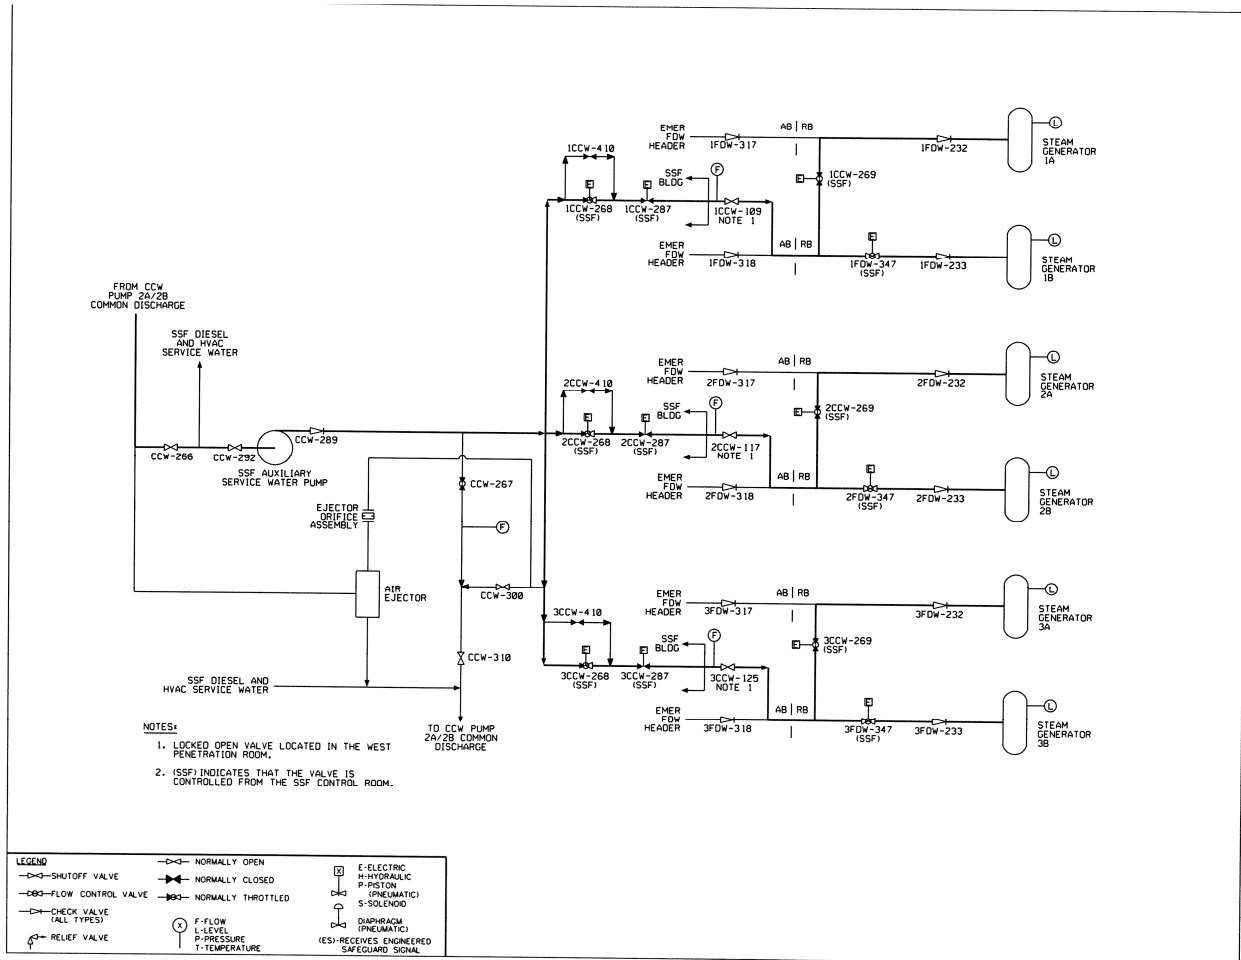 EMER
FDW
HEADER
1FDW-317
AB | RB
1FDW-232
L
STEAM
GENERATOR
1A
1CCW-410
E
1CCW-268
(SSF)
E
1CCW-287
(SSF)
SSF
BLDG
F
1CCW-109
NOTE 1
E
1CCW-269
(SSF)
EMER
FDW
HEADER
1FDW-318
AB | RB
E
1FDW-347
(SSF)
1FDW-233
L
STEAM
GENERATOR
1B
FROM CCW
PUMP 2A/2B
COMMON DISCHARGE
SSF DIESEL
AND HVAC
SERVICE WATER
CCW-266
CCW-292
CCW-289
SSF AUXILIARY
SERVICE WATER PUMP
EMER
FDW
HEADER
2FDW-317
AB | RB
2FDW-232
L
STEAM
GENERATOR
2A
2CCW-410
E
2CCW-268
(SSF)
E
2CCW-287
(SSF)
SSF
BLDG
F
2CCW-117
NOTE 1
E
2CCW-269
(SSF)
EMER
FDW
HEADER
2FDW-318
AB | RB
E
2FDW-347
(SSF)
2FDW-233
L
STEAM
GENERATOR
2B
CCW-267
EJECTOR
ORIFICE
ASSEMBLY
F
AIR
EJECTOR
CCW-300
CCW-310
SSF DIESEL AND
HVAC SERVICE WATER
TO CCW PUMP
2A/2B COMMON
DISCHARGE
EMER
FDW
HEADER
3FDW-317
AB | RB
3FDW-232
L
STEAM
GENERATOR
3A
3CCW-410
E
3CCW-268
(SSF)
E
3CCW-287
(SSF)
SSF
BLDG
F
3CCW-125
NOTE 1
E
3CCW-269
(SSF)
EMER
FDW
HEADER
3FDW-318
AB | RB
E
3FDW-347
(SSF)
3FDW-233
L
STEAM
GENERATOR
3B
NOTES:
1. LOCKED OPEN VALVE LOCATED IN THE WEST
PENETRATION ROOM.
2. (SSF) INDICATES THAT THE VALVE IS
CONTROLLED FROM THE SSF CONTROL ROOM.
LEGEND
SHUTOFF VALVE
FLOW CONTROL VALVE
CHECK VALVE
(ALL TYPES)
RELIEF VALVE
NORMALLY OPEN
NORMALLY CLOSED
NORMALLY THROTTLED
X
F-FLOW
L-LEVEL
P-PRESSURE
T-TEMPERATURE
X
E-ELECTRIC
H-HYDRAULIC
P-PISTON
(PNEUMATIC)
S-SOLENOID
DIAPHRAGM
(PNEUMATIC)
(ES)-RECEIVES ENGINEERED
SAFEGUARD SIGNAL